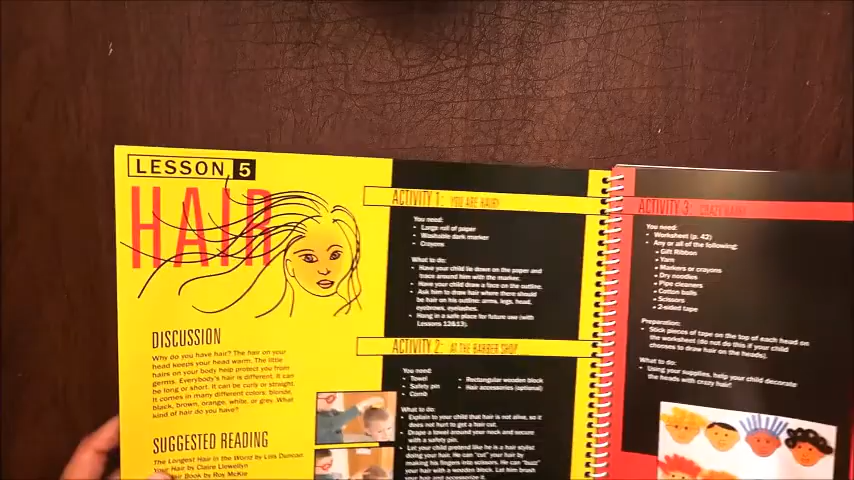 LESSON 5
HAIR
DISCUSSION
Why do you have hair? The hair on your
head keeps your head warm. The little
hairs on your body help protect you from
germs. Everybody's hair is different. It can
be long or short. It can be curly or straight.
It comes in many different colors: blonde,
black, brown, orange, white, or grey. What
kind of hair do you have?
SUGGESTED READING
The Longest Hair in the World by Lois Duncan
Your Hair by Claire Llewellyn
Hair Book by Roy McKie
ACTIVITY 1: YOU ARE HAIRY
You need:
• Large roll of paper
• Washable dark marker
• Crayons
What to do:
• Have your child lie down on the paper and
trace around him with the marker.
• Have your child draw a face on the outline.
• Ask him to draw hair where there should
be hair on his outline: arms, legs, head,
eyebrows, eyelashes.
• Hang in a safe place for future use (with
Lessons 12&13).
ACTIVITY 2: AT THE BARBER SHOP
You need:
• Towel
• Safety pin
• Comb
• Rectangular wooden block
• Hair accessories (optional)
What to do:
• Explain to your child that hair is not alive, so it
does not hurt to get a hair cut.
• Drape a towel around your neck and secure
with a safety pin.
• Let your child pretend like he is a hair stylist
doing your hair. He can "cut" your hair by
making his fingers into scissors. He can "buzz"
your hair with a wooden block. Let him brush
your hair and accessorize it.
ACTIVITY 3: CRAZY HAIR!
You need:
• Worksheet (p. 42)
• Any or all of the following:
• Gift Ribbon
• Yarn
• Markers or crayons
• Dry noodles
• Pipe cleaners
• Cotton balls
• Scissors
• 2-sided tape
Preparation:
• Stick pieces of tape on the top of each head on
the worksheet (do not do this if your child
chooses to draw hair on the heads).
What to do:
• Using your supplies, help your child decorate
the heads with crazy hair!